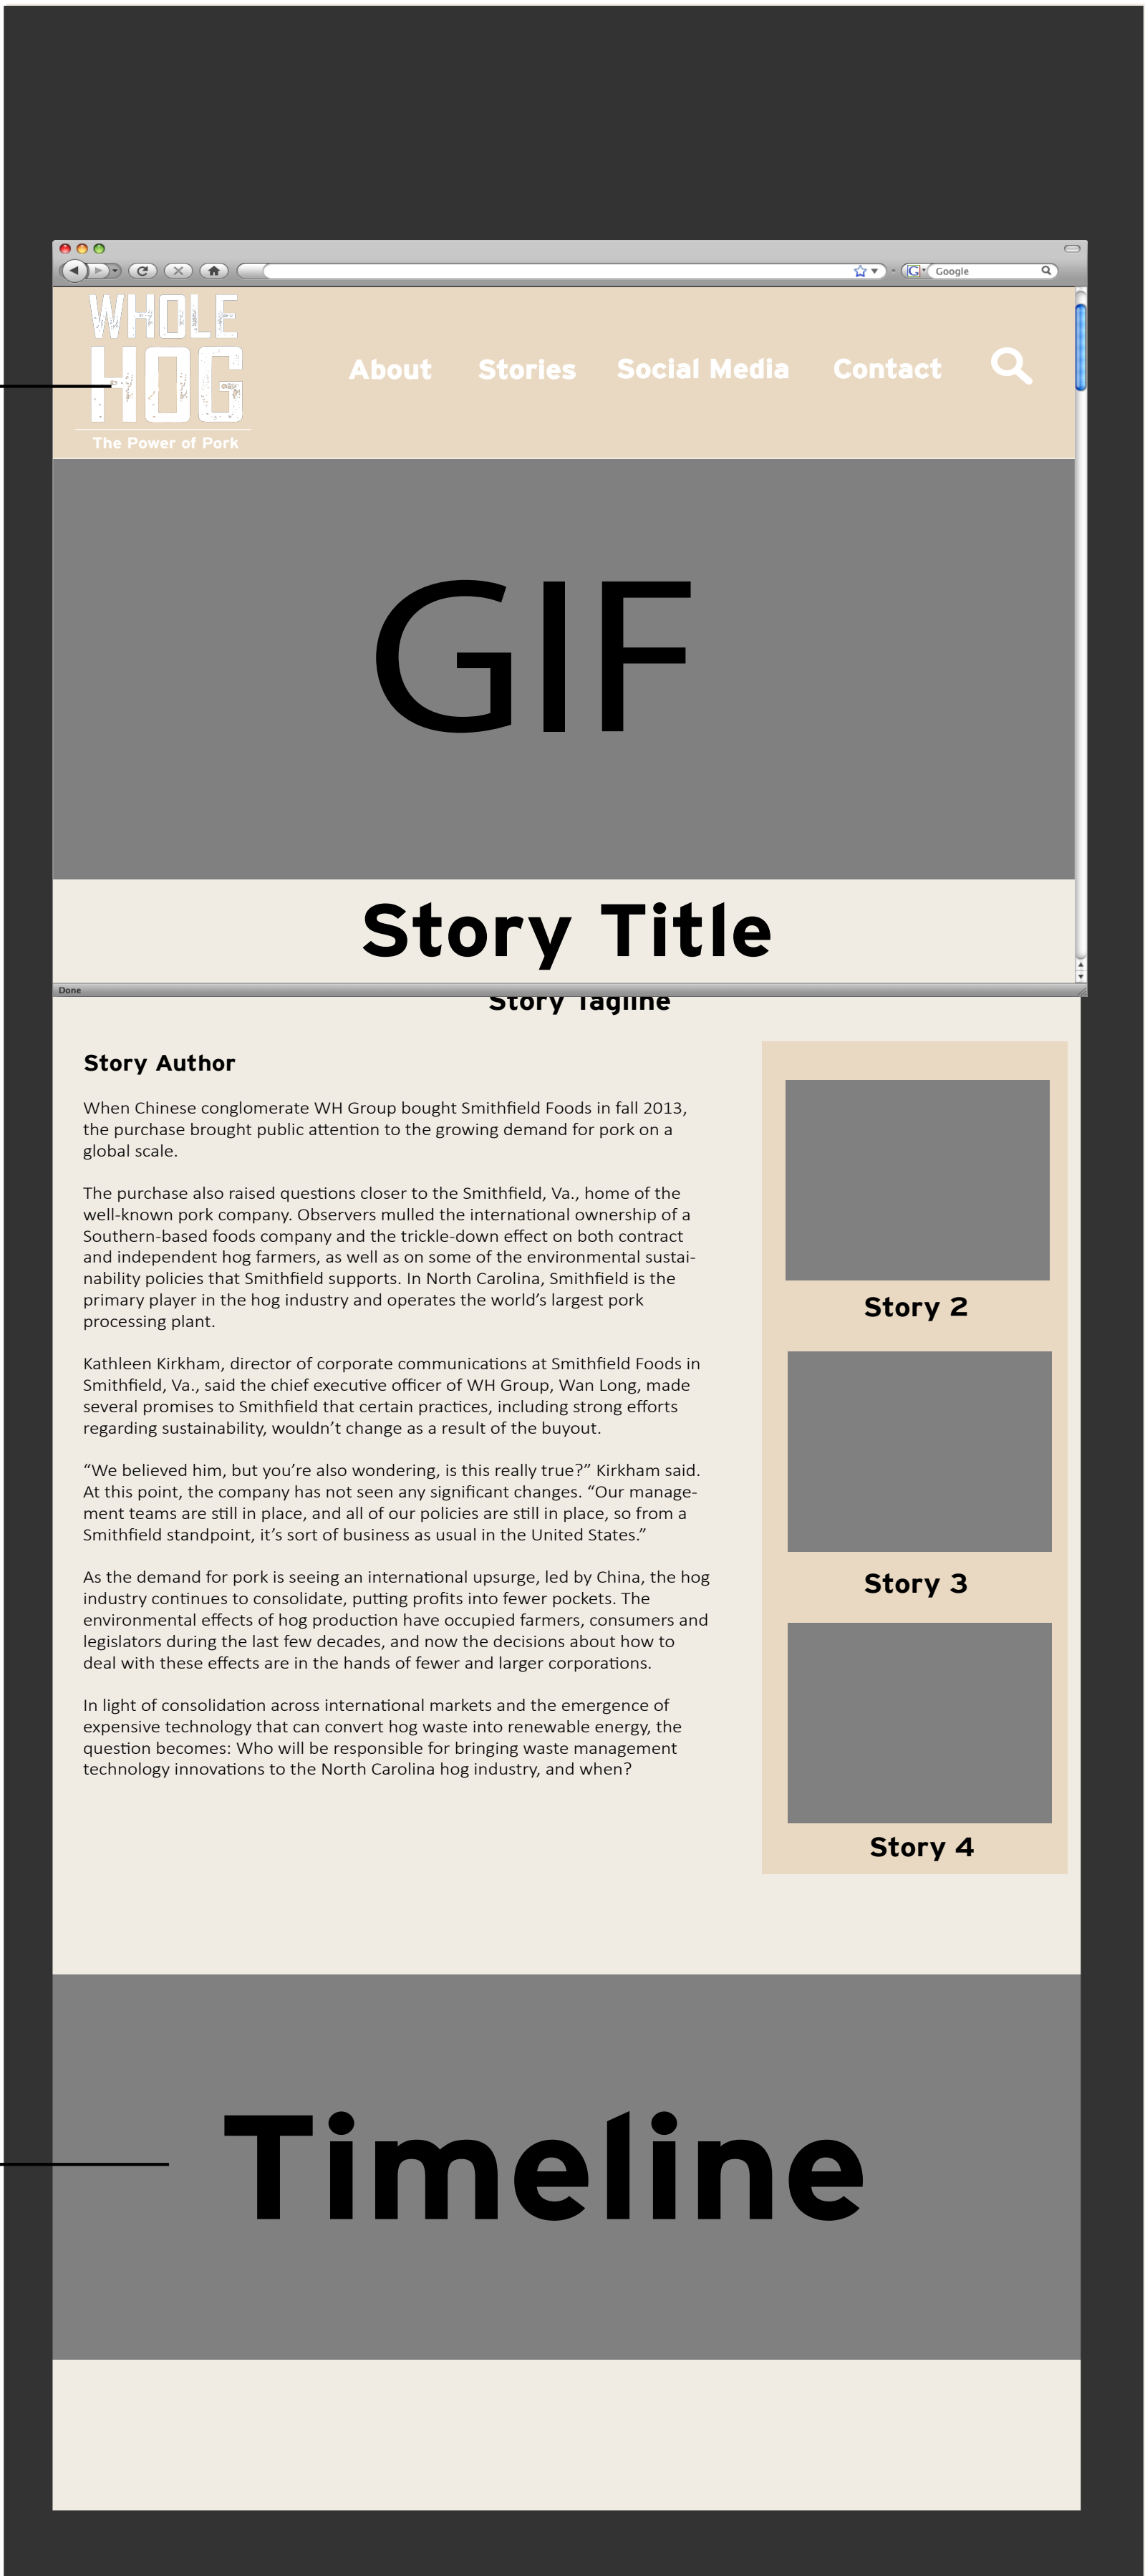 Google
WHOLE
HOG
The Power of Pork
About Stories Social Media Contact
GIF
Story Title
Done
Story Tagline
Story Author
When Chinese conglomerate WH Group bought Smithfield Foods in fall 2013,
the purchase brought public attention to the growing demand for pork on a
global scale.
The purchase also raised questions closer to the Smithfield, Va., home of the
well-known pork company. Observers mulled the international ownership of a
Southern-based foods company and the trickle-down effect on both contract
and independent hog farmers, as well as on some of the environmental sustai-
nability policies that Smithfield supports. In North Carolina, Smithfield is the
primary player in the hog industry and operates the world’s largest pork
processing plant.
Kathleen Kirkham, director of corporate communications at Smithfield Foods in
Smithfield, Va., said the chief executive officer of WH Group, Wan Long, made
several promises to Smithfield that certain practices, including strong efforts
regarding sustainability, wouldn’t change as a result of the buyout.
“We believed him, but you’re also wondering, is this really true?” Kirkham said.
At this point, the company has not seen any significant changes. “Our manage-
ment teams are still in place, and all of our policies are still in place, so from a
Smithfield standpoint, it’s sort of business as usual in the United States.”
As the demand for pork is seeing an international upsurge, led by China, the hog
industry continues to consolidate, putting profits into fewer pockets. The
environmental effects of hog production have occupied farmers, consumers and
legislators during the last few decades, and now the decisions about how to
deal with these effects are in the hands of fewer and larger corporations.
In light of consolidation across international markets and the emergence of
expensive technology that can convert hog waste into renewable energy, the
question becomes: Who will be responsible for bringing waste management
technology innovations to the North Carolina hog industry, and when?
Story 2
Story 3
Story 4
Timeline